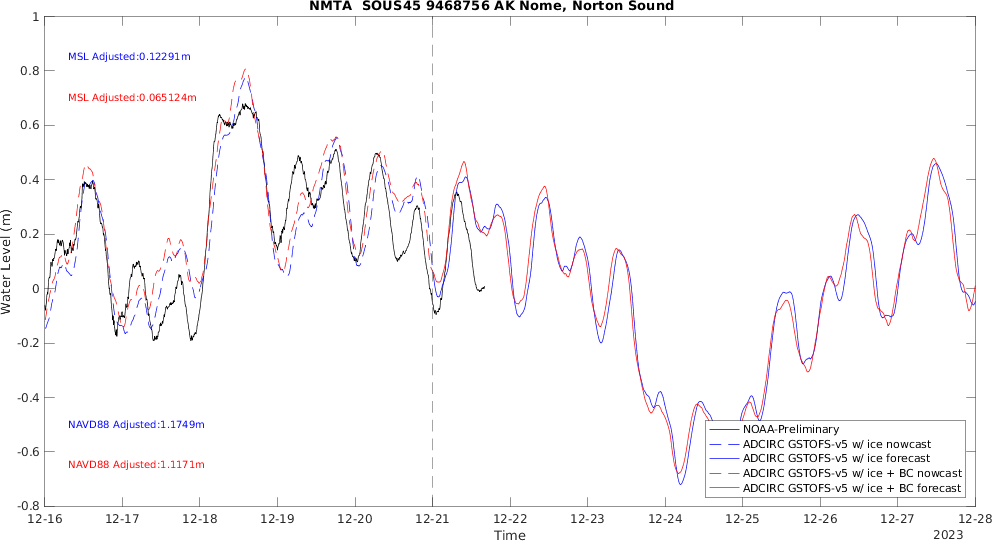 NMTA  SOUS45 9468756 AK Nome, Norton Sound
MSL Adjusted:0.12291m
MSL Adjusted:0.065124m
NAVD88 Adjusted:1.1749m
NAVD88 Adjusted:1.1171m
Water Level (m)
1
0.8
0.6
0.4
0.2
0
-0.2
-0.4
-0.6
-0.8
NOAA-Preliminary
ADCIRC GSTOFS-v5 w/ ice nowcast
ADCIRC GSTOFS-v5 w/ ice forecast
ADCIRC GSTOFS-v5 w/ ice + BC nowcast
ADCIRC GSTOFS-v5 w/ ice + BC forecast
12-16 12-17 12-18 12-19 12-20 12-21 12-22 12-23 12-24 12-25 12-26 12-27 12-28
Time
2023